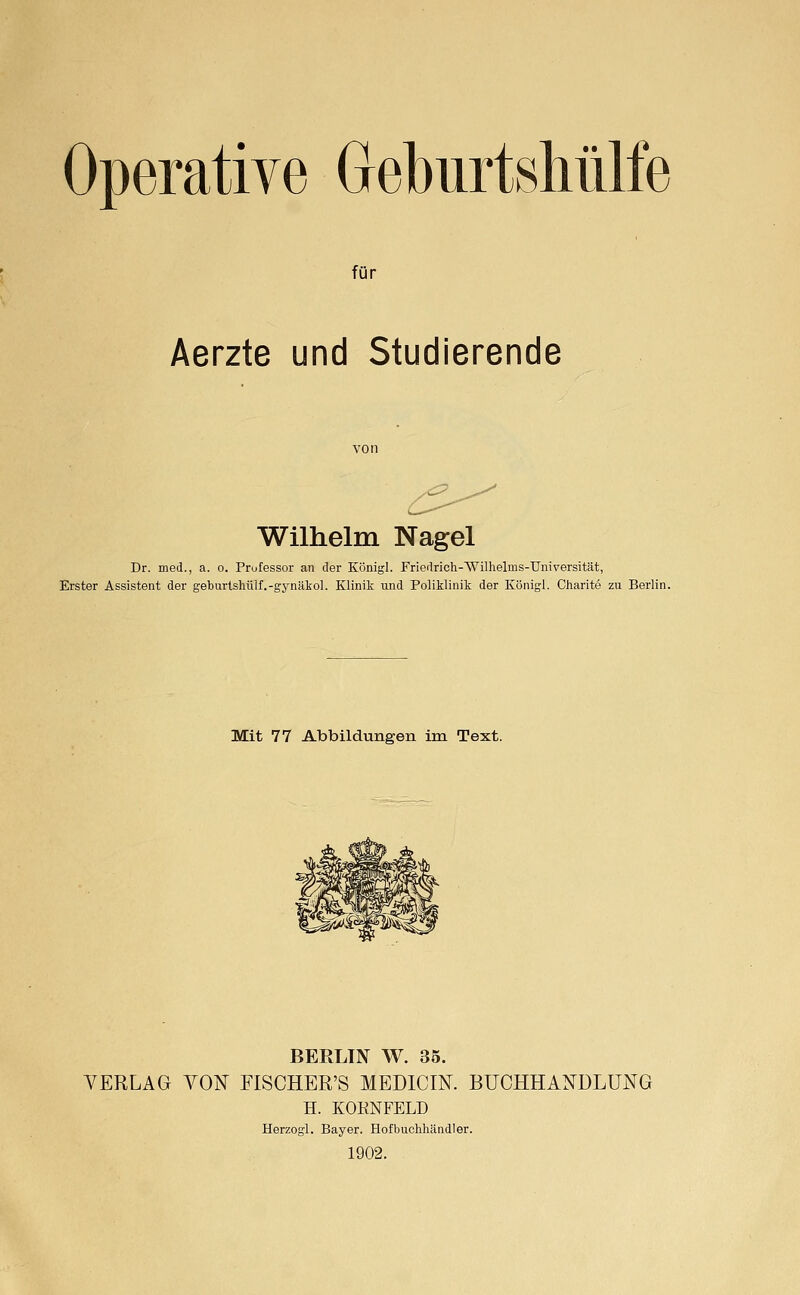 Operative Geburtshülfe
für
Aerzte und Studierende
von
Wilhelm Nagel
Dr. med., a. o. Professor an der Königl. Friedrich-Wilhelms-Universität,
Erster Assistent der geburtshülf.-gynäkol. Klinik und Poliklinik der Königl. Charité zu Berlin.
Mit 77 Abbildungen im Text.
BERLIN W. 35.
VERLAG VON FISCHER'S MEDICIN. BUCHHANDLUNG
H. KORNFELD
Herzogl. Bayer. Hofbuchhändler.
1902.